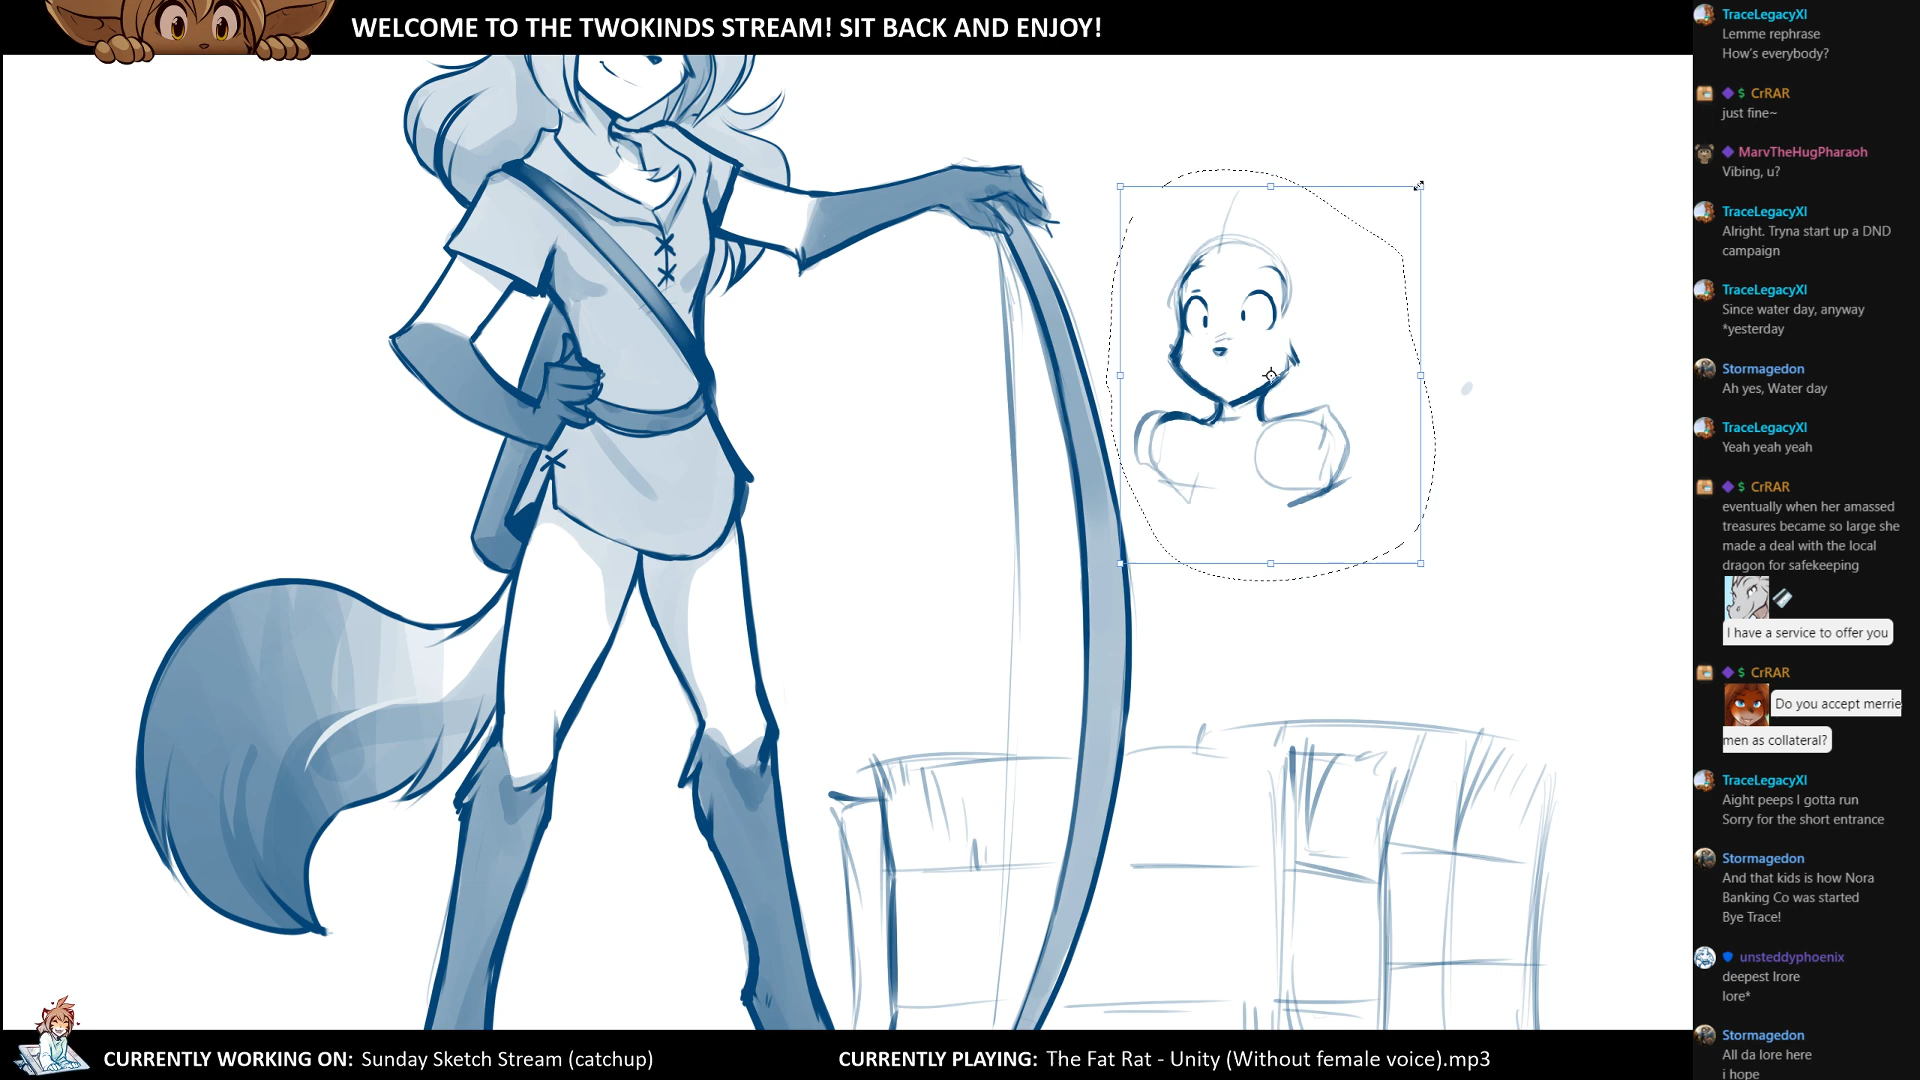 WELCOME TO THE TWOKINDS STREAM! SIT BACK AND ENJOY!
TraceLegacyXI
Lemme rephrase
How's everybody?
$ CrRAR
just fine~
MarvTheHugPharaoh
Vibing, u?
TraceLegacyXI
Alright. Tryna start up a DND
campaign
TraceLegacyXI
Since water day, anyway
*yesterday
Stormagedon
Ah yes, Water day
TraceLegacyXI
Yeah yeah yeah
$ CrRAR
eventually when her amassed
treasures became so large she
made a deal with the local
dragon for safekeeping
I have a service to offer you
$ CrRAR
Do you accept merrie
men as collateral?
TraceLegacyXI
Aight peeps I gotta run
Sorry for the short entrance
Stormagedon
And that kids is how Nora
Banking Co was started
Bye Trace!
unsteddyphoenix
deepest lrore
lore*
Stormagedon
All da lore here
i hope
CURRENTLY WORKING ON: Sunday Sketch Stream (catchup)
CURRENTLY PLAYING: The Fat Rat - Unity (Without female voice).mp3